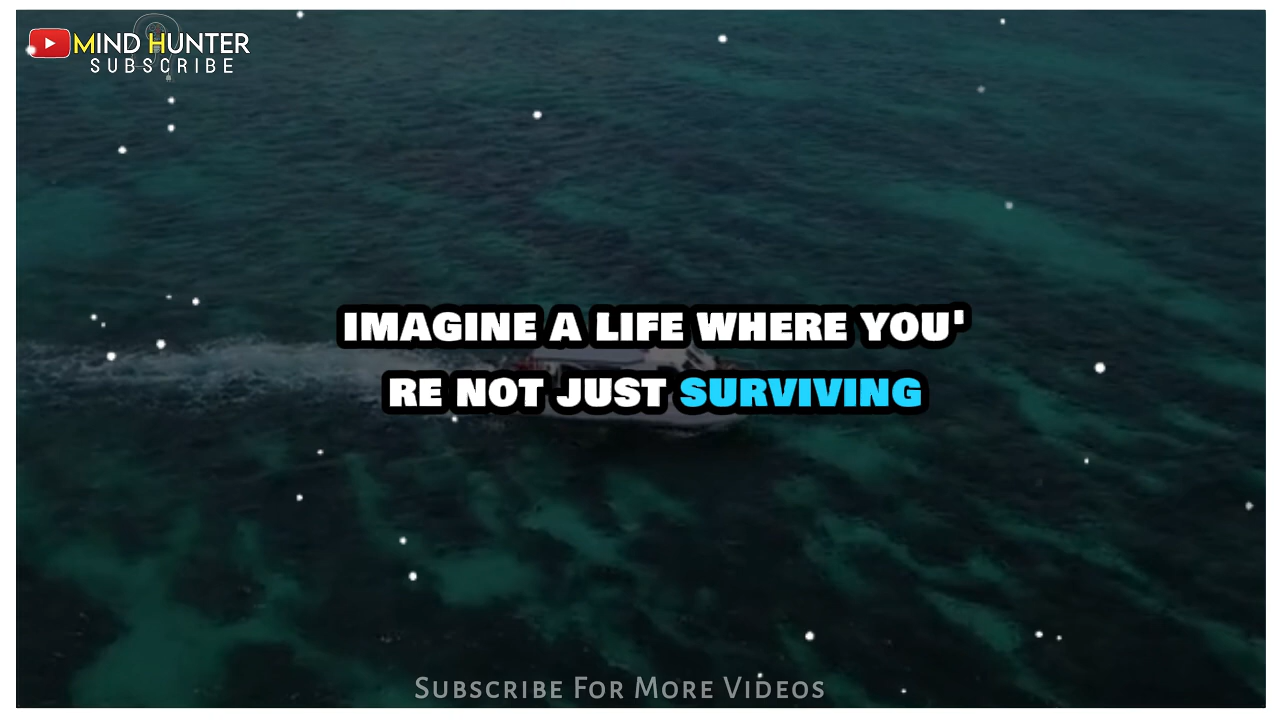 MIND HUNTER
SUBSCRIBE
IMAGINE A LIFE WHERE YOU'
RE NOT JUST SURVIVING
SUBSCRIBE FOR MORE VIDEOS